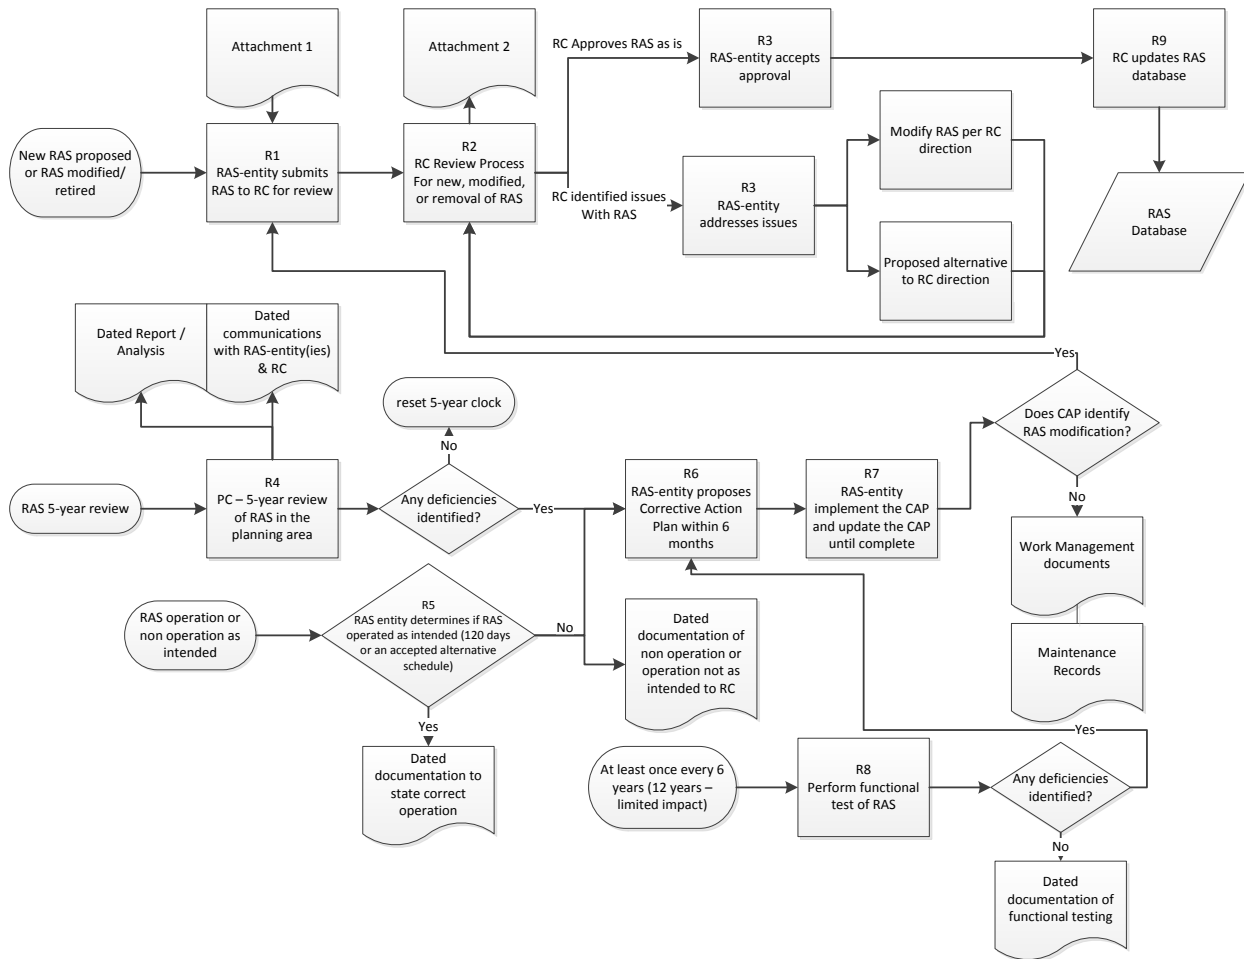 Attachment 1
Attachment 2
RC Approves RAS as is
R3
RAS-entity accepts
approval
R9
RC updates RAS
database
New RAS proposed
or RAS modified/
retired
R1
RAS-entity submits
RAS to RC for review
R2
RC Review Process
For new, modified,
or removal of RAS
RC identified issues
With RAS
R3
RAS-entity
addresses issues
Modify RAS per RC
direction
Proposed alternative
to RC direction
RAS
Database
Dated Report /
Analysis
Dated
communications
with RAS-entity(ies)
& RC
Yes
reset 5-year clock
No
Does CAP identify
RAS modification?
RAS 5-year review
R4
PC – 5-year review
of RAS in the
planning area
Any deficiencies
identified?
Yes
R6
RAS-entity proposes
Corrective Action
Plan within 6
months
R7
RAS-entity
implement the CAP
and update the CAP
until complete
No
Work Management
documents
Maintenance
Records
RAS operation or
non operation as
intended
R5
RAS entity determines if RAS
operated as intended (120 days
or an accepted alternative
schedule)
No
Dated
documentation of
non operation or
operation not as
intended to RC
Yes
Dated
documentation to
state correct
operation
Yes
At least once every 6
years (12 years –
limited impact)
R8
Perform functional
test of RAS
Any deficiencies
identified?
No
Dated
documentation of
functional testing